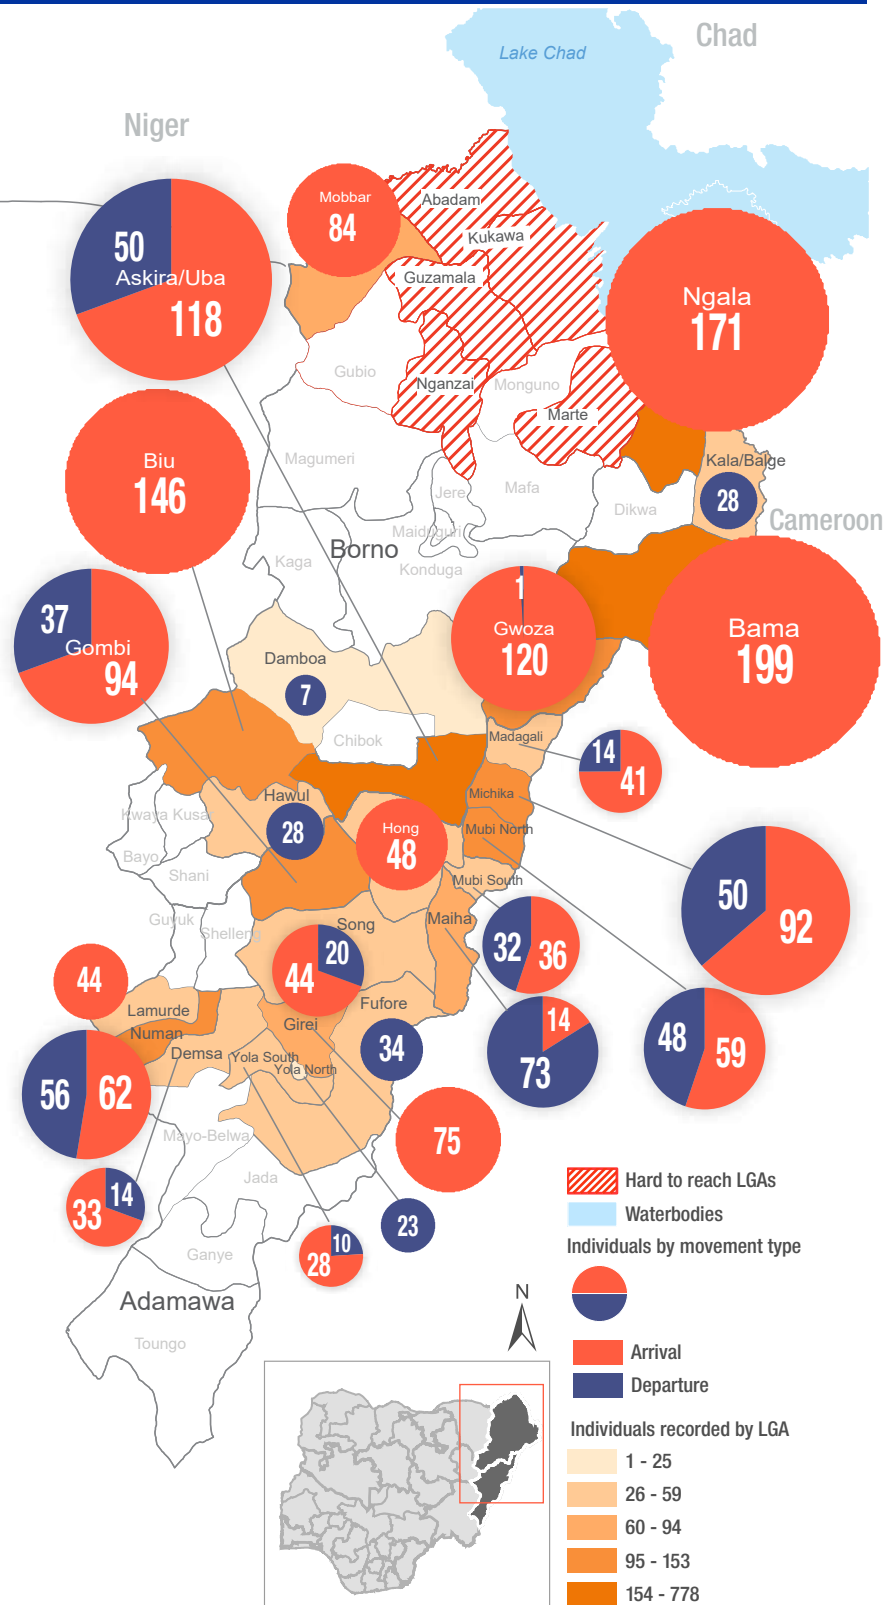 Chad
Lake Chad
Niger
Mobbar
84
Abadam
Kukawa
50
Askira/Uba
118
Guzamala
Ngala
171
Gubio
Nganzai
Monguno
Marte
Biu
146
Magumeri
Kala/Balge
28
Jere
Mafa
Dikwa
Cameroon
Maiduguri
Borno
Kaga
Konduga
37
Gombi
94
1
Gwoza
120
Bama
199
Damboa
7
Chibok
Madagali
14
41
Hawul
28
Michika
Kwaya Kusar
Hong
48
Mubi North
Bayo
Shani
Mubi South
50
92
Guyuk
Shelleng
Song
Maiha
20
44
32
36
44
Lamurde
Fufore
Numan
Girei
14
73
48
59
Demsa
Yola South
Yola North
34
56
62
Mayo-Belwa
75
Jada
33
14
23
10
28
Ganye
Adamawa
Toungo
N
Hard to reach LGAs
Waterbodies
Individuals by movement type
Arrival
Departure
Individuals recorded by LGA
1 - 25
26 - 59
60 - 94
95 - 153
154 - 778